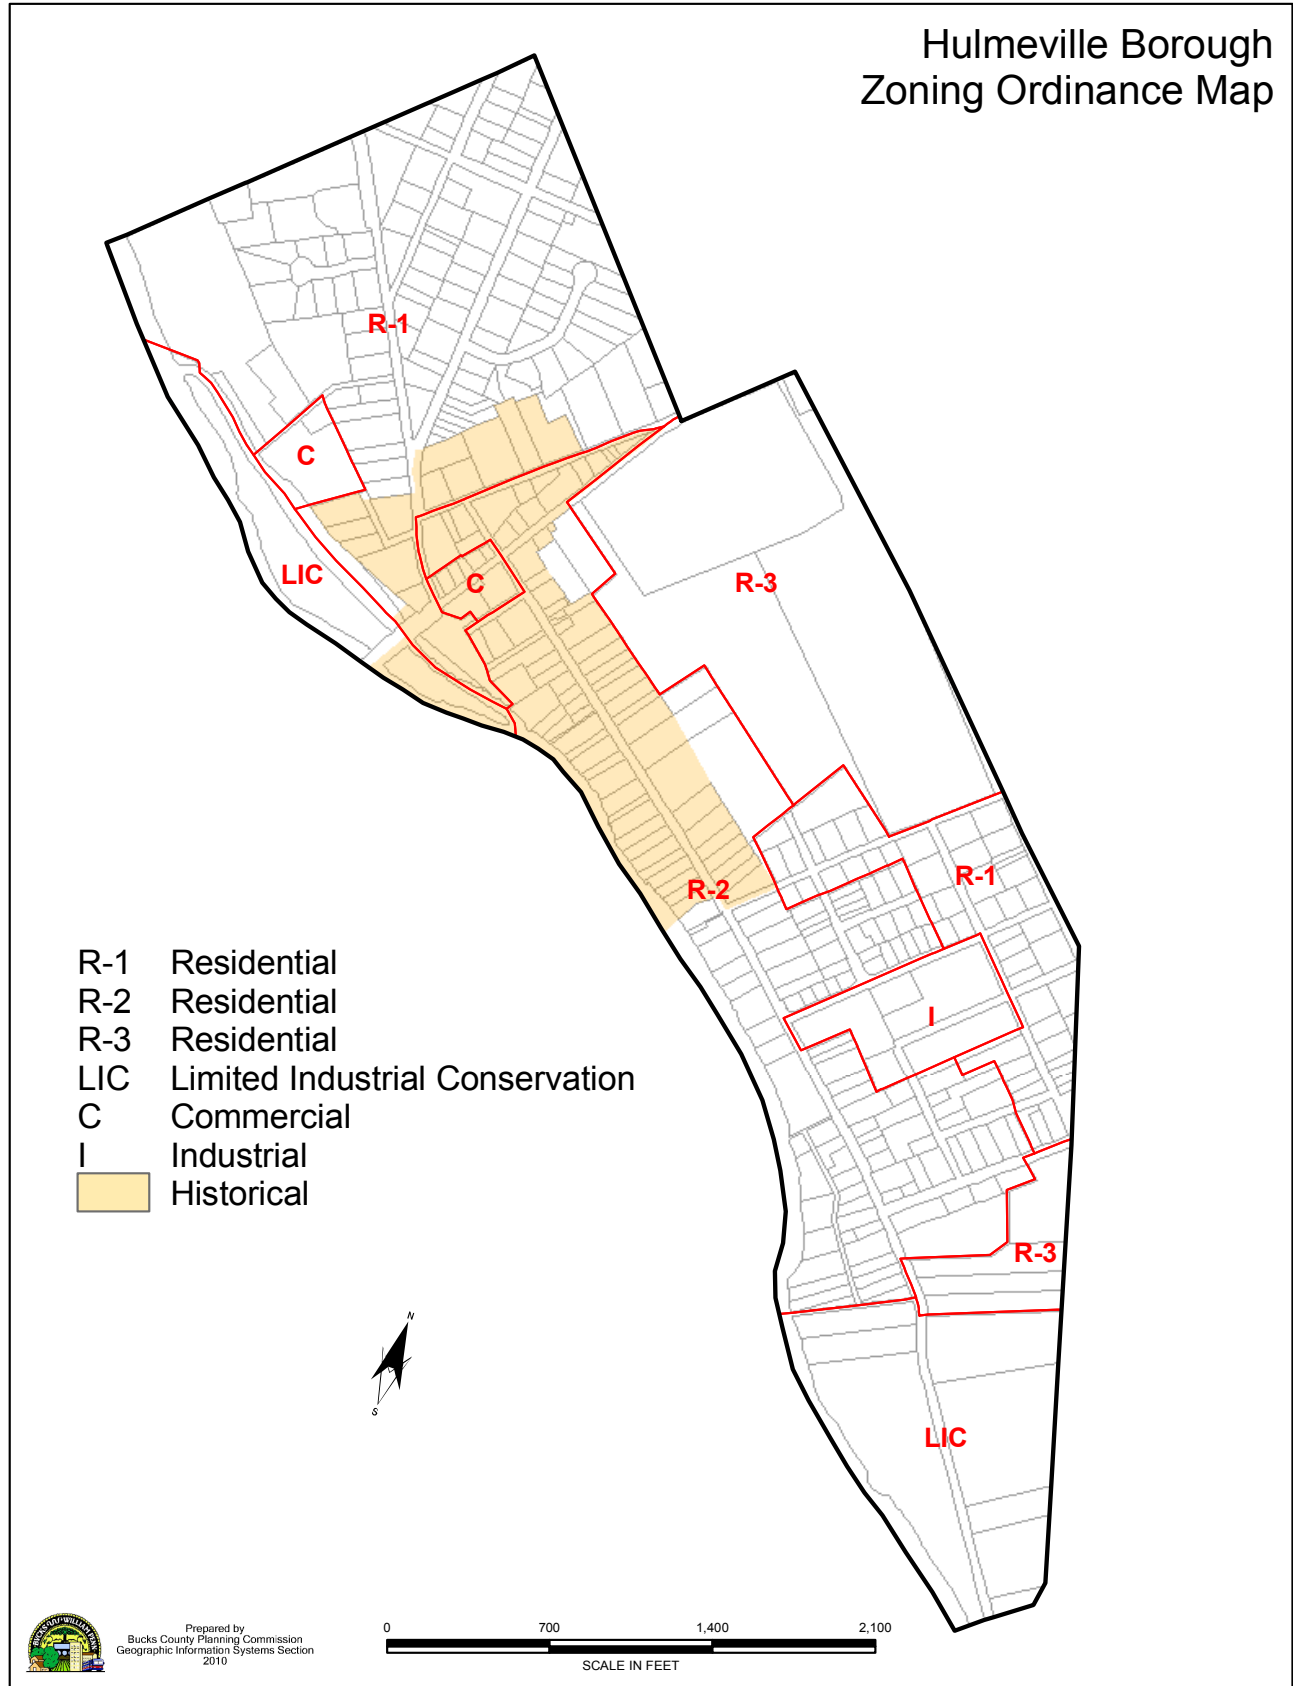 Hulmeville Borough
Zoning Ordinance Map
R-1
C
LIC
C
R-3
R-2
R-1
I
R-3
LIC
R-1 Residential
R-2 Residential
R-3 Residential
LIC Limited Industrial Conservation
C Commercial
I Industrial
Historical
N
S
Prepared by
Bucks County Planning Commission
Geographic Information Systems Section
2010
0 700 1,400 2,100
SCALE IN FEET